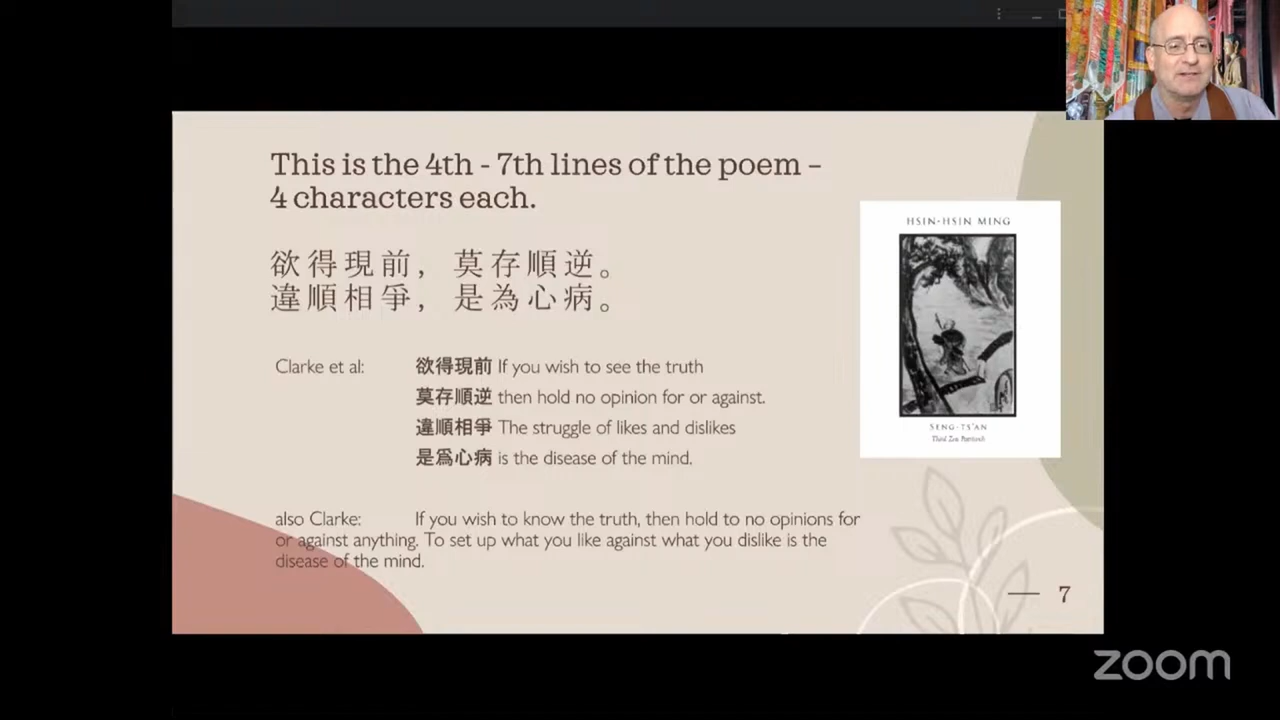 This is the 4th - 7th lines of the poem –
4 characters each.
欲得現前，莫存順逆。
違順相爭，是為心病。
Clarke et al: 欲得現前 If you wish to see the truth
莫存順逆 then hold no opinion for or against.
違順相爭 The struggle of likes and dislikes
是爲心病 is the disease of the mind.
also Clarke: If you wish to know the truth, then hold to no opinions for
or against anything. To set up what you like against what you dislike is the
disease of the mind.
HSIN-HSIN MING
SENG-TS'AN
Third Zen Patriarch
7
zoom